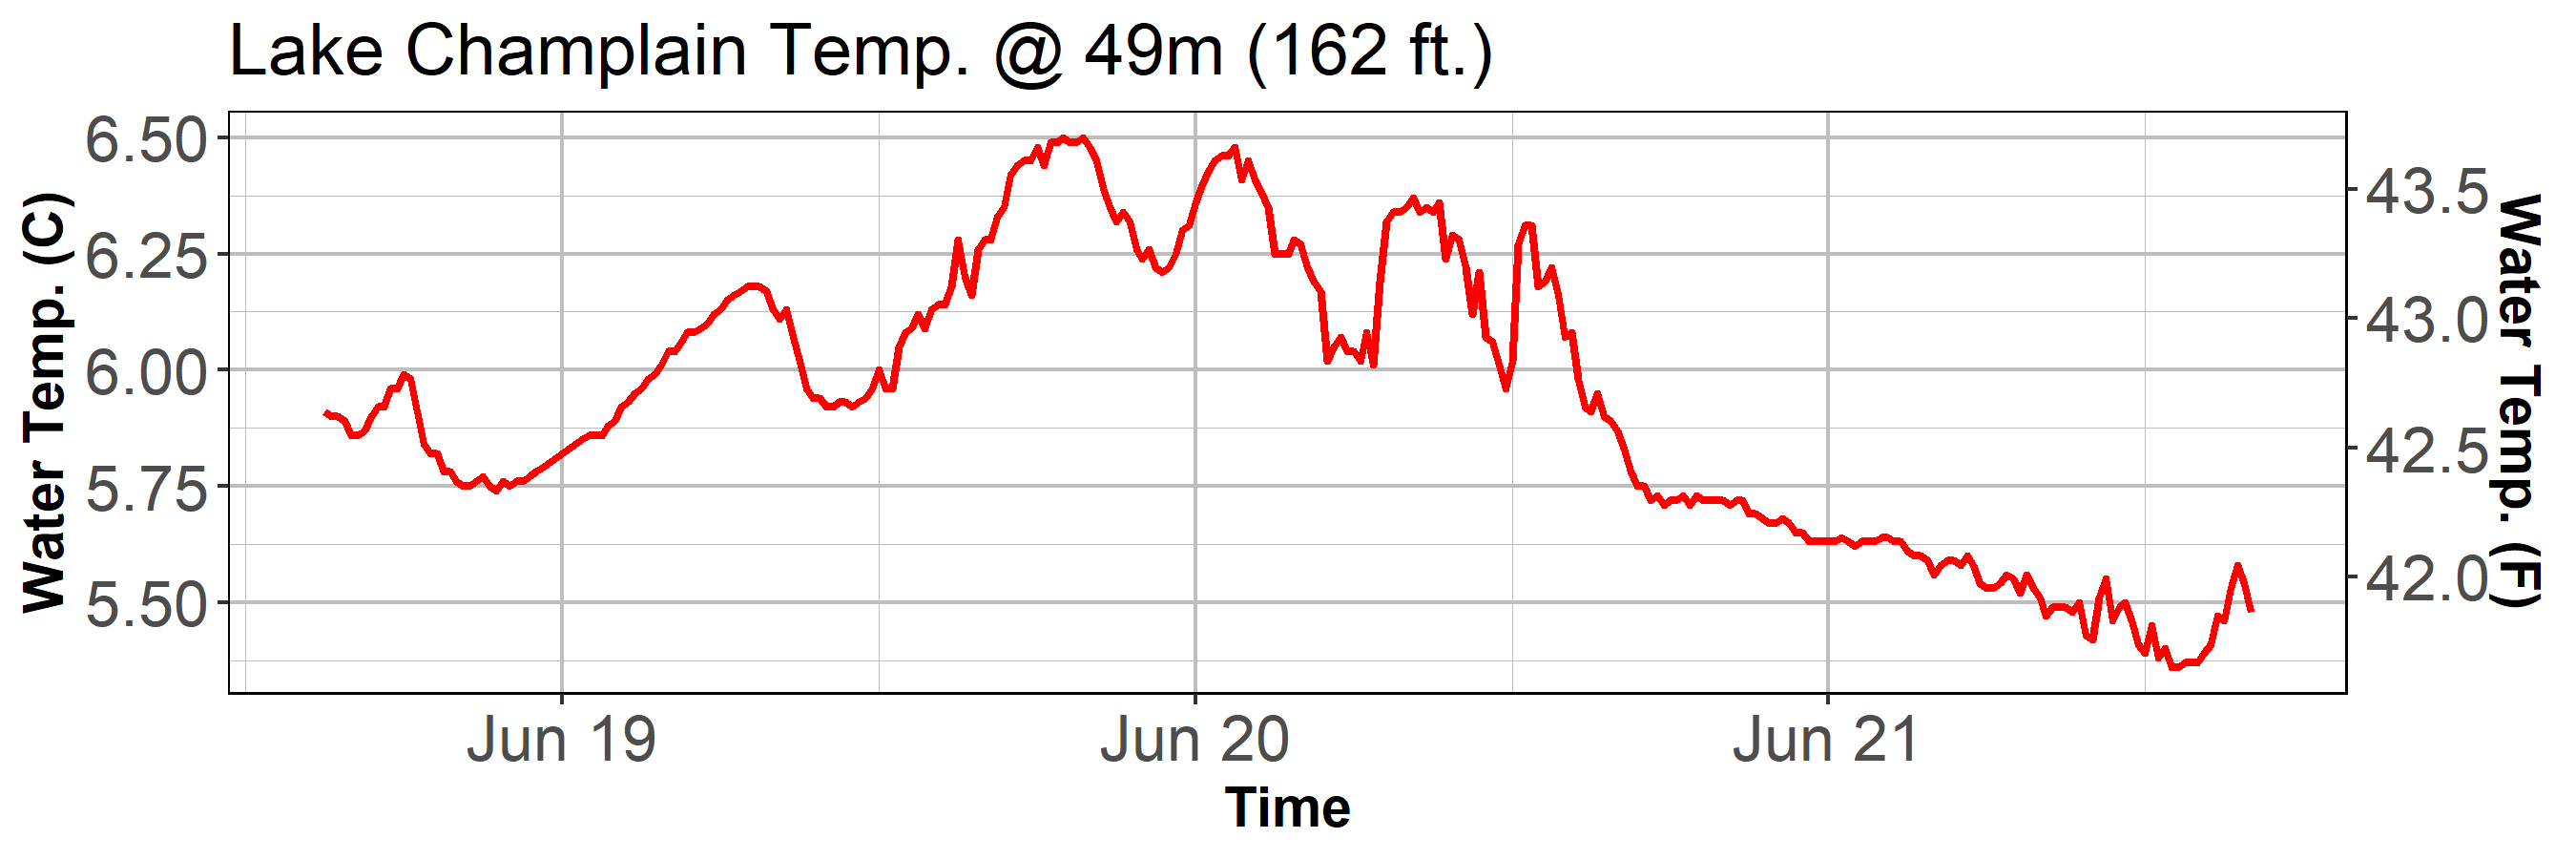 Lake Champlain Temp. @ 49m (162 ft.)
Water Temp. (C)
6.50
6.25
6.00
5.75
5.50
43.5
43.0
42.5
42.0
Water Temp. (F)
Jun 19
Jun 20
Jun 21
Time